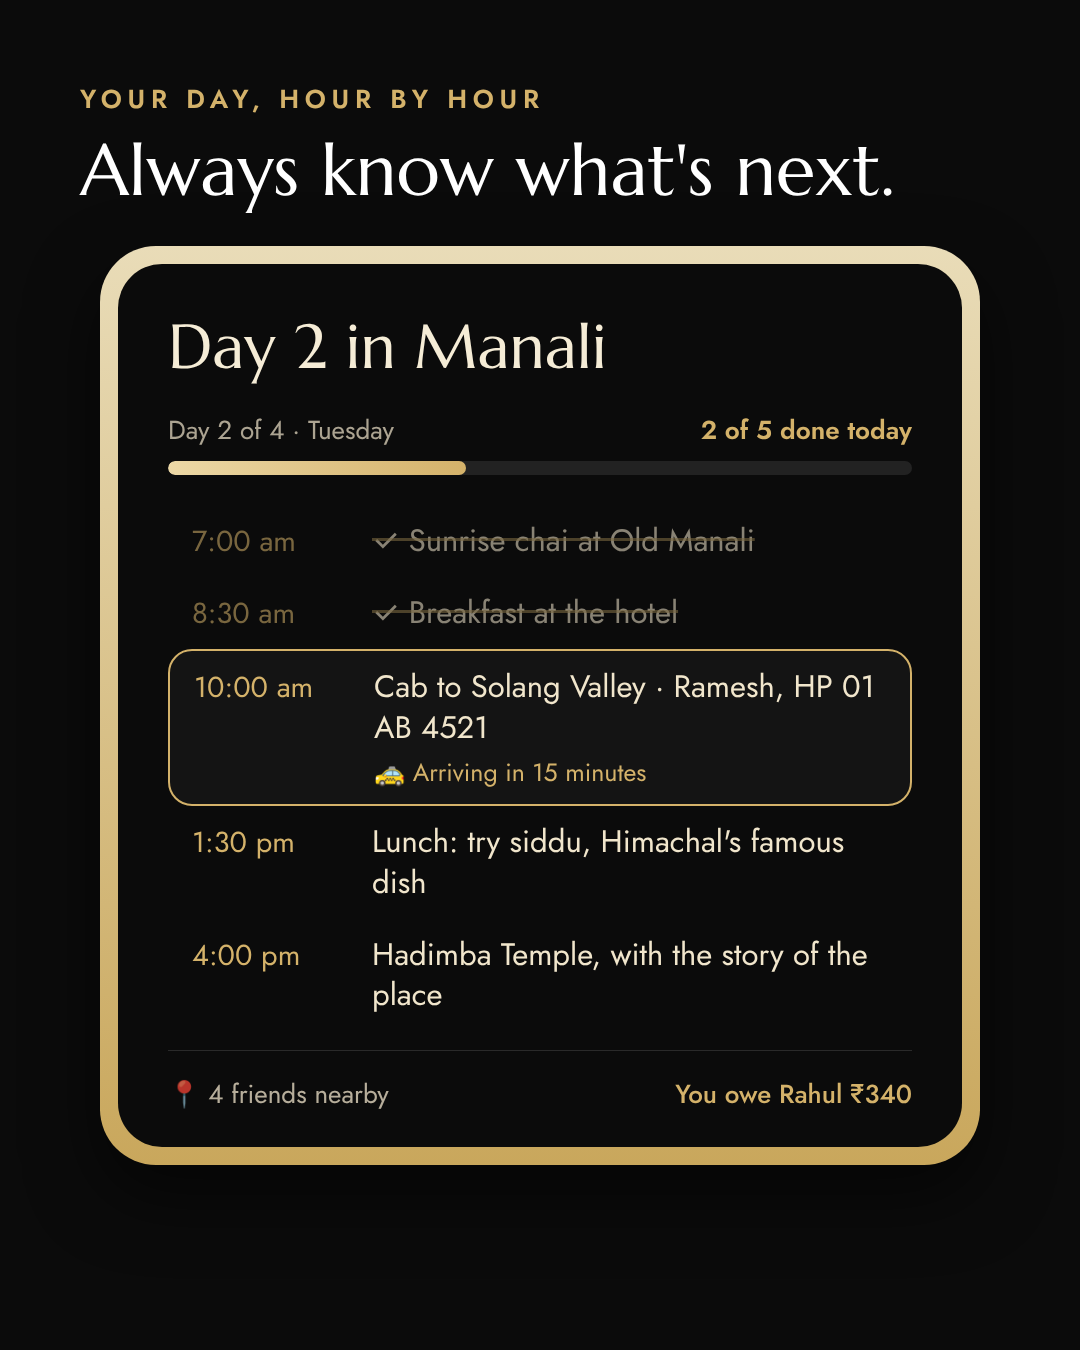 YOUR DAY, HOUR BY HOUR
Always know what's next.
Day 2 in Manali
Day 2 of 4 · Tuesday
2 of 5 done today
7:00 am
✓ Sunrise chai at Old Manali
8:30 am
✓ Breakfast at the hotel
10:00 am
Cab to Solang Valley · Ramesh, HP 01
AB 4521
🚕 Arriving in 15 minutes
1:30 pm
Lunch: try siddu, Himachal's famous
dish
4:00 pm
Hadimba Temple, with the story of the
place
📍 4 friends nearby
You owe Rahul ₹340